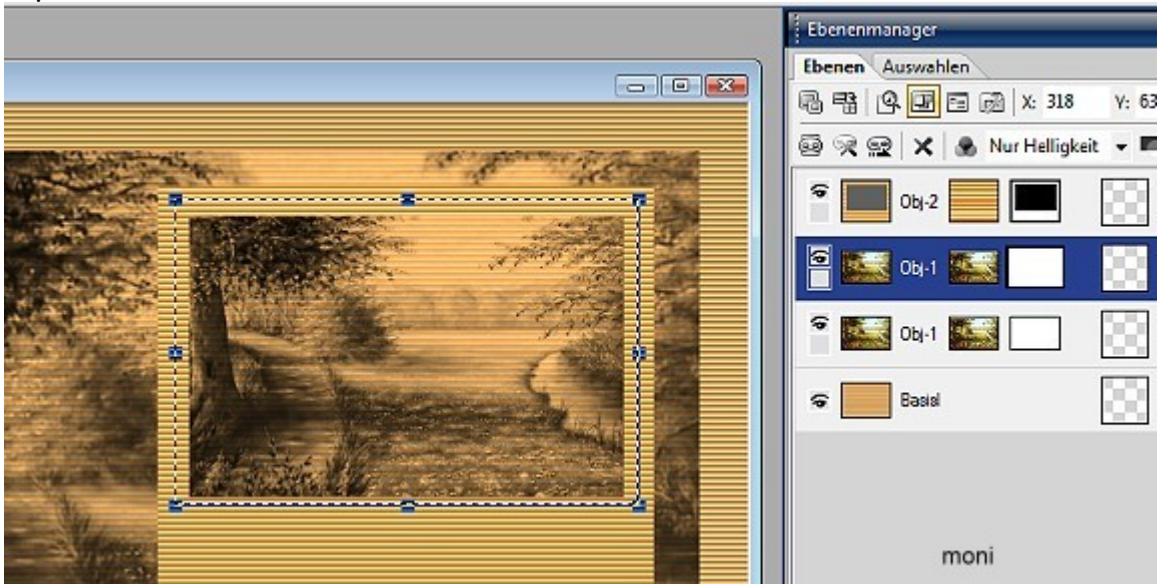 Ebenenmanager
Ebenen Auswahlen
X: 318 Y: 63
Nur Helligkeit
Obj-2
Obj-1
Obj-1
Basisl
moni